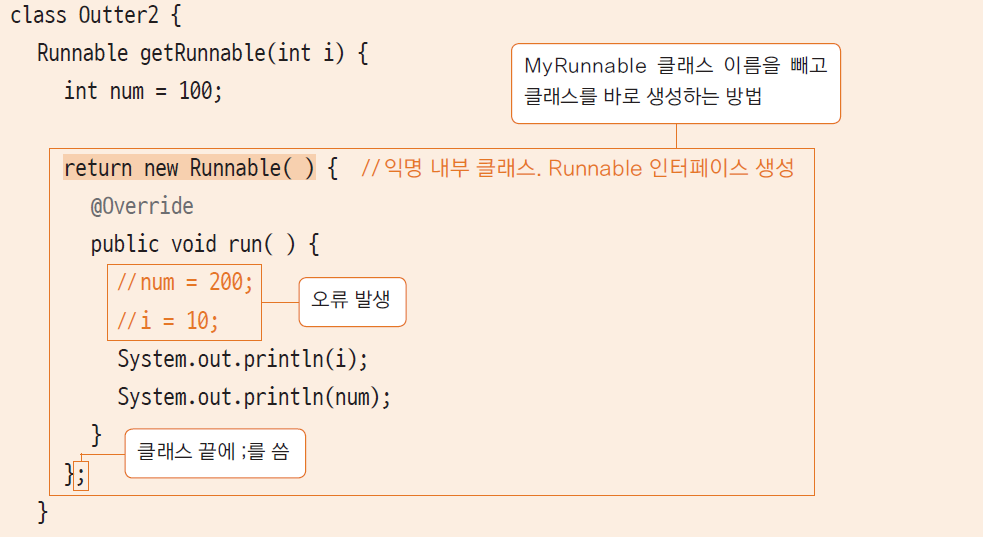 class Outter2 {
Runnable getRunnable(int i) {
int num = 100;
MyRunnable 클래스 이름을 빼고
클래스를 바로 생성하는 방법
return new Runnable( ) { //익명 내부 클래스. Runnable 인터페이스 생성
@Override
public void run( ) {
//num = 200;
//i = 10;
오류 발생
System.out.println(i);
System.out.println(num);
}
클래스 끝에 ;를 씀
};
}